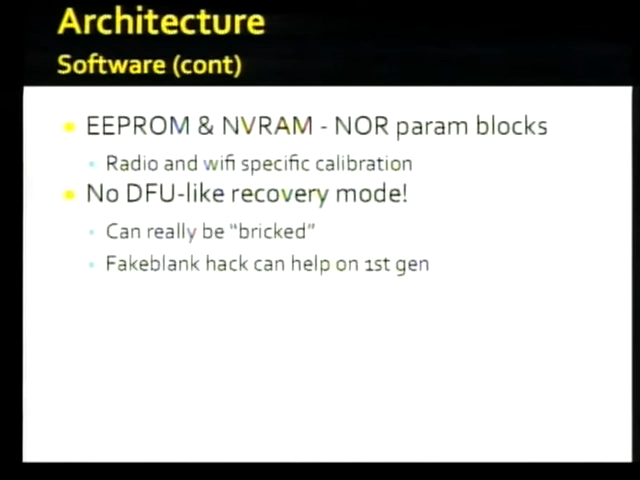 Architecture
Software (cont)
EEPROM & NVRAM - NOR param blocks
Radio and wifi specific calibration
No DFU-like recovery mode!
Can really be “bricked”
Fakeblank hack can help on 1st gen